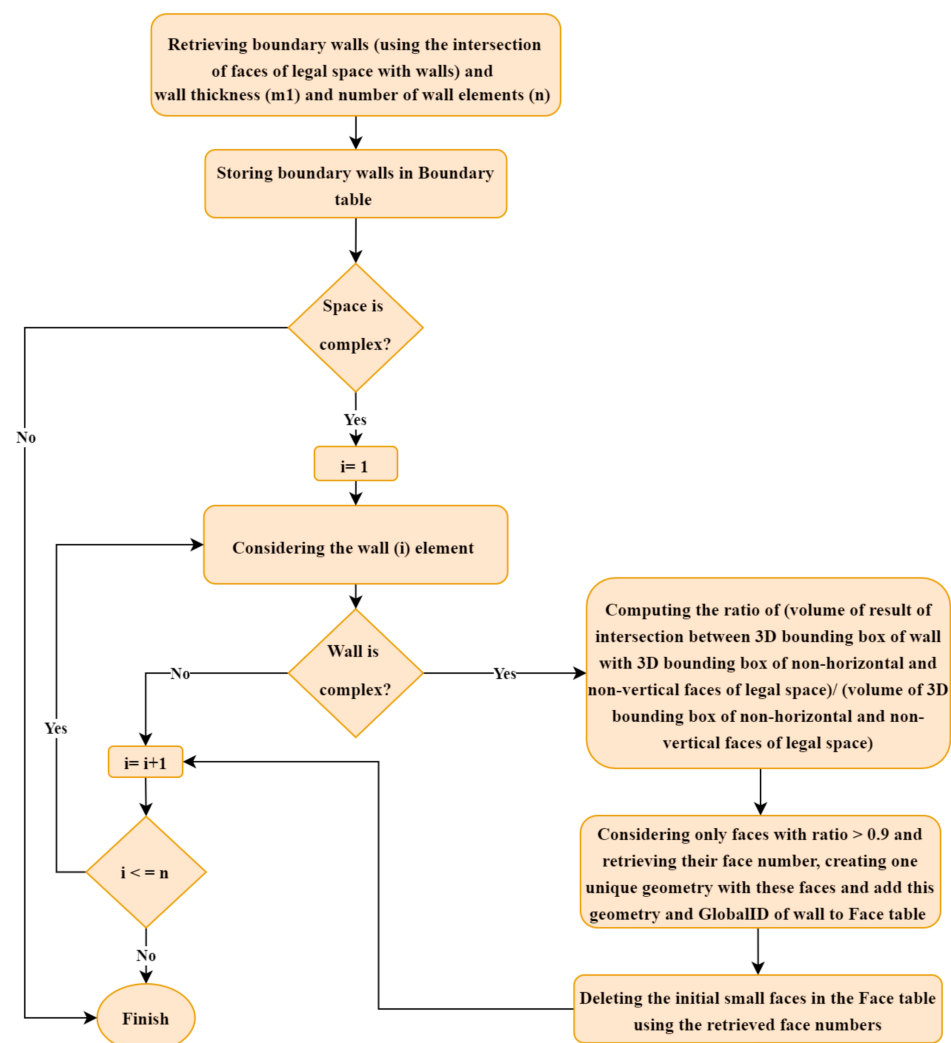 Retrieving boundary walls (using the intersection
of faces of legal space with walls) and
wall thickness (m1) and number of wall elements (n)
Storing boundary walls in Boundary
table
Space is
complex?
No
Yes
i= 1
Considering the wall (i) element
Wall is
complex?
No
Yes
Computing the ratio of (volume of result of
intersection between 3D bounding box of wall
with 3D bounding box of non-horizontal and
non-vertical faces of legal space)/ (volume of 3D
bounding box of non-horizontal and non-
vertical faces of legal space)
Yes
i= i+1
Considering only faces with ratio > 0.9 and
retrieving their face number, creating one
unique geometry with these faces and add this
geometry and GlobalID of wall to Face table
i < = n
No
Deleting the initial small faces in the Face table
using the retrieved face numbers
Finish